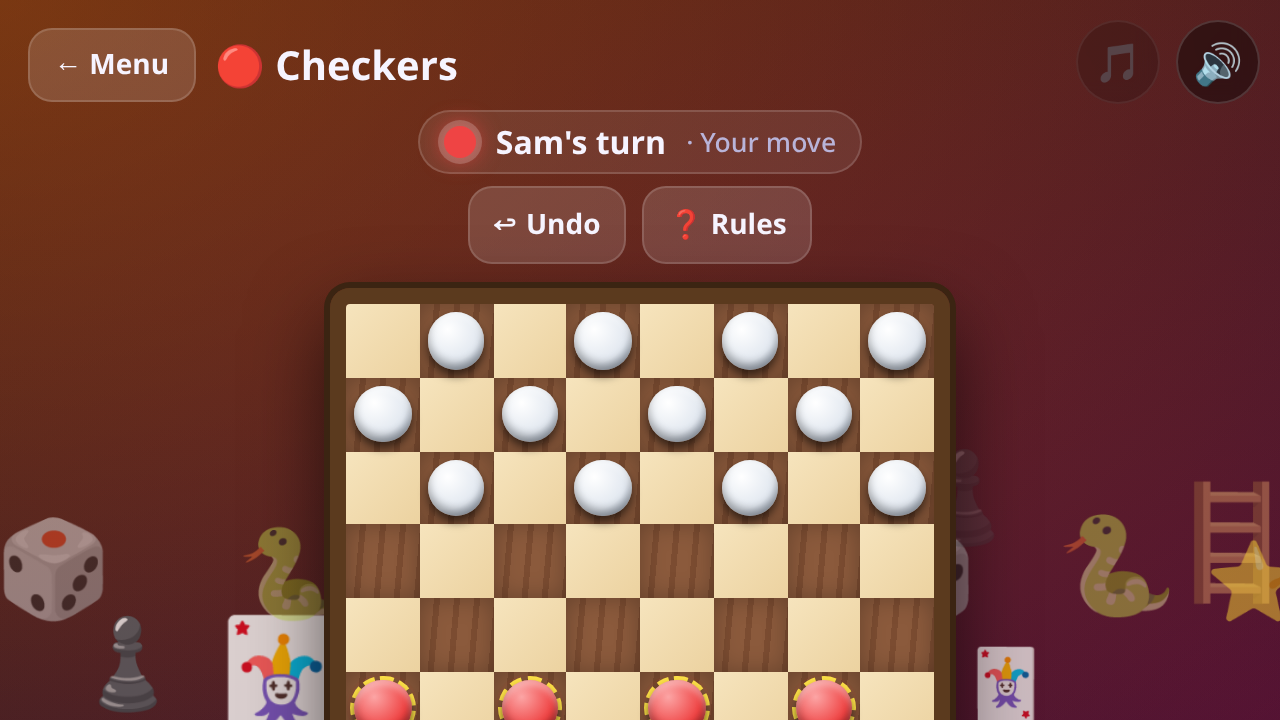 ← Menu
Checkers
Sam's turn · Your move
↩ Undo
❓ Rules